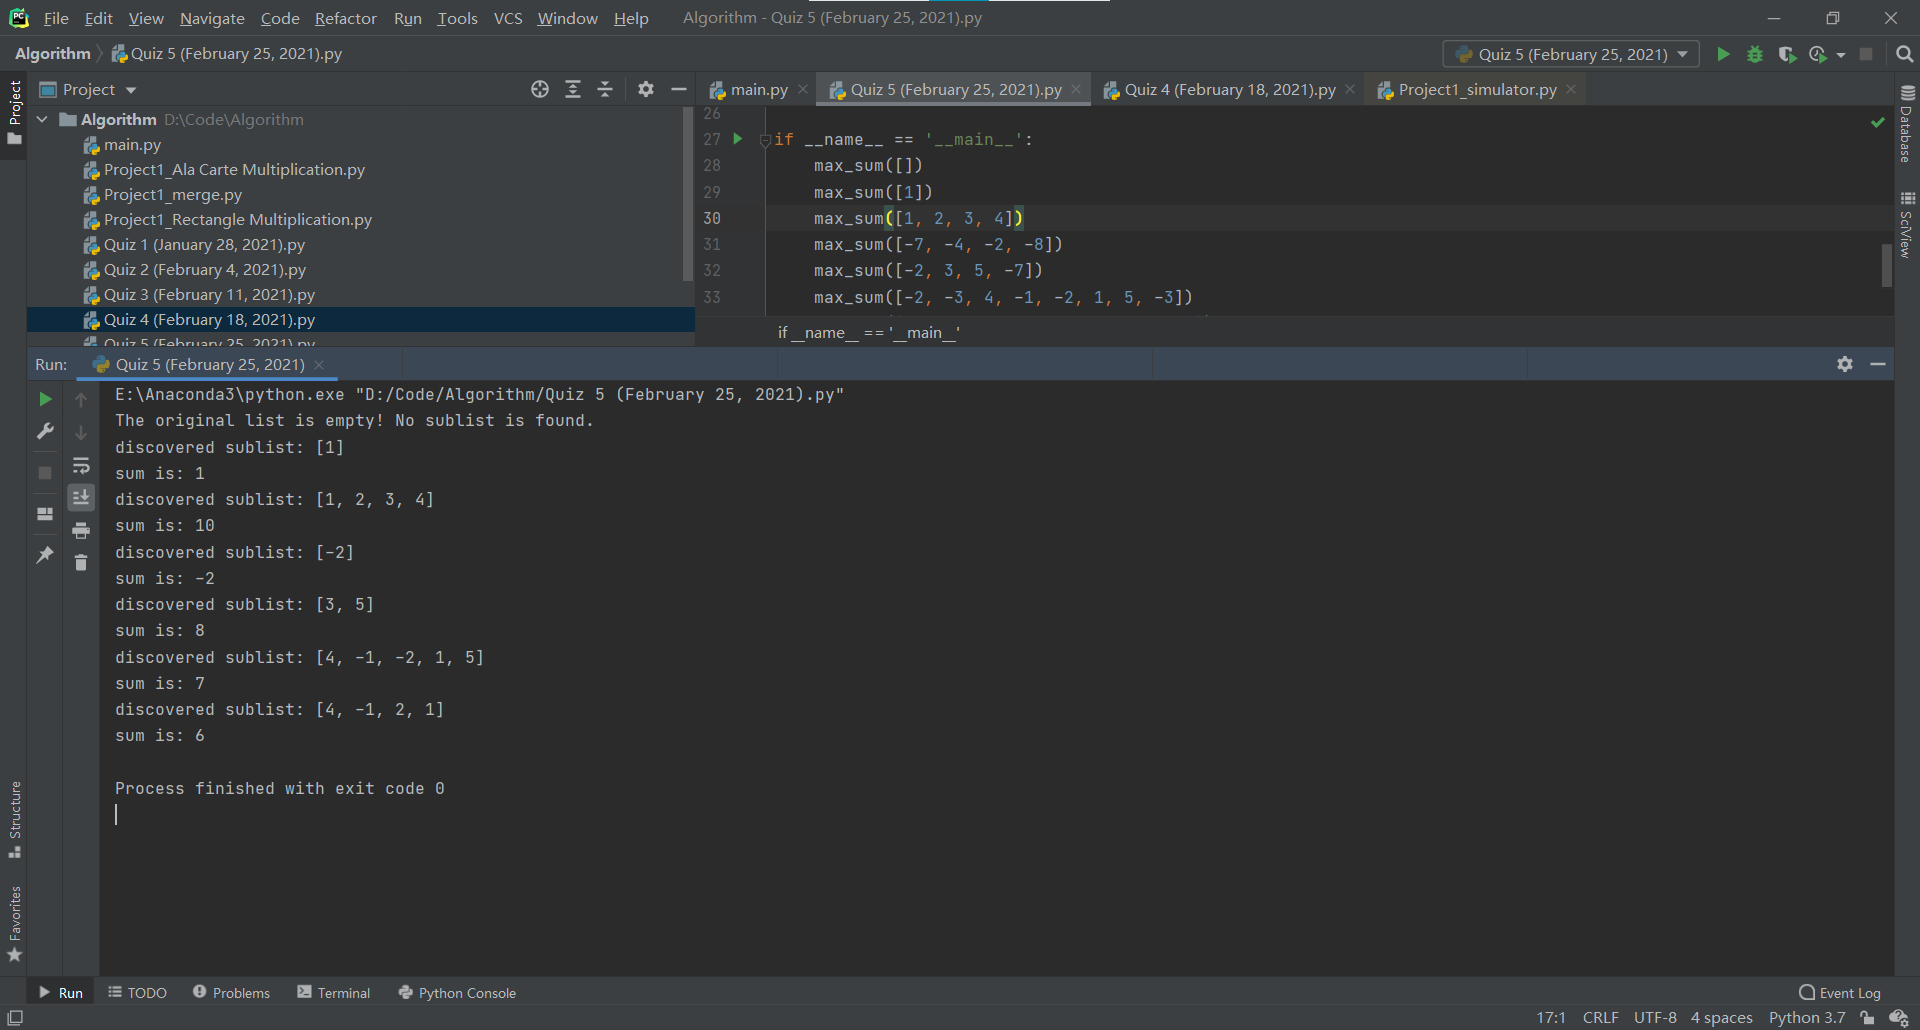 File Edit View Navigate Code Refactor Run Tools VCS Window Help Algorithm - Quiz 5 (February 25, 2021).py
Algorithm Quiz 5 (February 25, 2021).py
Quiz 5 (February 25, 2021)
Project
Project
main.py Quiz 5 (February 25, 2021).py Quiz 4 (February 18, 2021).py Project1_simulator.py
Algorithm D:\Code\Algorithm
main.py
Project1_Ala Carte Multiplication.py
Project1_merge.py
Project1_Rectangle Multiplication.py
Quiz 1 (January 28, 2021).py
Quiz 2 (February 4, 2021).py
Quiz 3 (February 11, 2021).py
Quiz 4 (February 18, 2021).py
Quiz 5 (February 25, 2021).py
26
27 if __name__ == '__main__':
28 max_sum([])
29 max_sum([1])
30 max_sum([1, 2, 3, 4])
31 max_sum([-7, -4, -2, -8])
32 max_sum([-2, 3, 5, -7])
33 max_sum([-2, -3, 4, -1, -2, 1, 5, -3])
if __name__ == '__main__'
Database
SciView
Run: Quiz 5 (February 25, 2021)
E:\Anaconda3\python.exe "D:/Code/Algorithm/Quiz 5 (February 25, 2021).py"
The original list is empty! No sublist is found.
discovered sublist: [1]
sum is: 1
discovered sublist: [1, 2, 3, 4]
sum is: 10
discovered sublist: [-2]
sum is: -2
discovered sublist: [3, 5]
sum is: 8
discovered sublist: [4, -1, -2, 1, 5]
sum is: 7
discovered sublist: [4, -1, 2, 1]
sum is: 6
Process finished with exit code 0
Structure
Favorites
Run TODO Problems Terminal Python Console Event Log
17:1 CRLF UTF-8 4 spaces Python 3.7